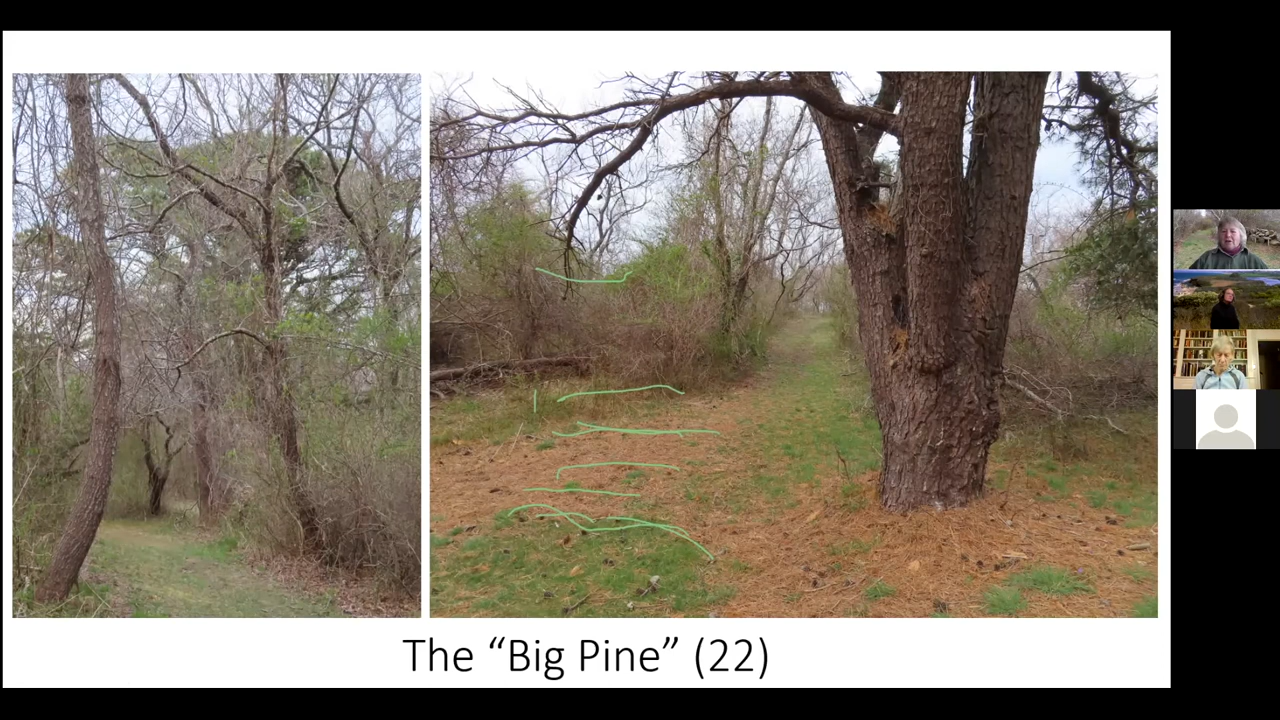 The “Big Pine” (22)